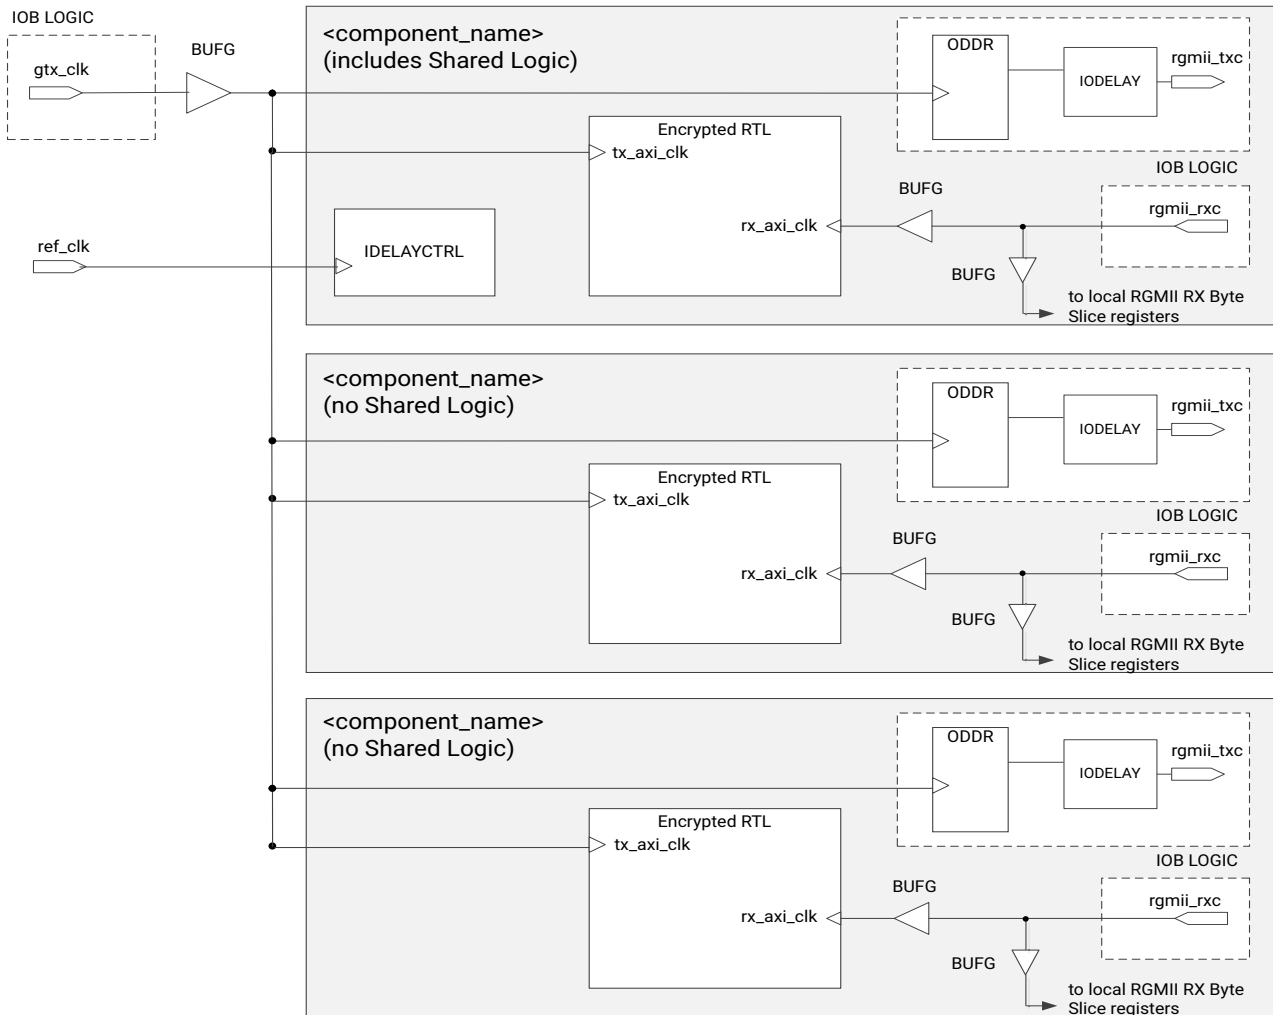 IOB LOGIC
gtx_clk
BUFG
<component_name>
(includes Shared Logic)
ODDR
IODELAY
rgmii_txc
Encrypted RTL
tx_axi_clk
IOB LOGIC
BUFG
rgmii_rxc
rx_axi_clk
ref_clk
IDELAYCTRL
BUFG
to local RGMII RX Byte
Slice registers
<component_name>
(no Shared Logic)
ODDR
IODELAY
rgmii_txc
Encrypted RTL
tx_axi_clk
IOB LOGIC
BUFG
rgmii_rxc
rx_axi_clk
BUFG
to local RGMII RX Byte
Slice registers
<component_name>
(no Shared Logic)
ODDR
IODELAY
rgmii_txc
Encrypted RTL
tx_axi_clk
IOB LOGIC
BUFG
rgmii_rxc
rx_axi_clk
BUFG
to local RGMII RX Byte
Slice registers